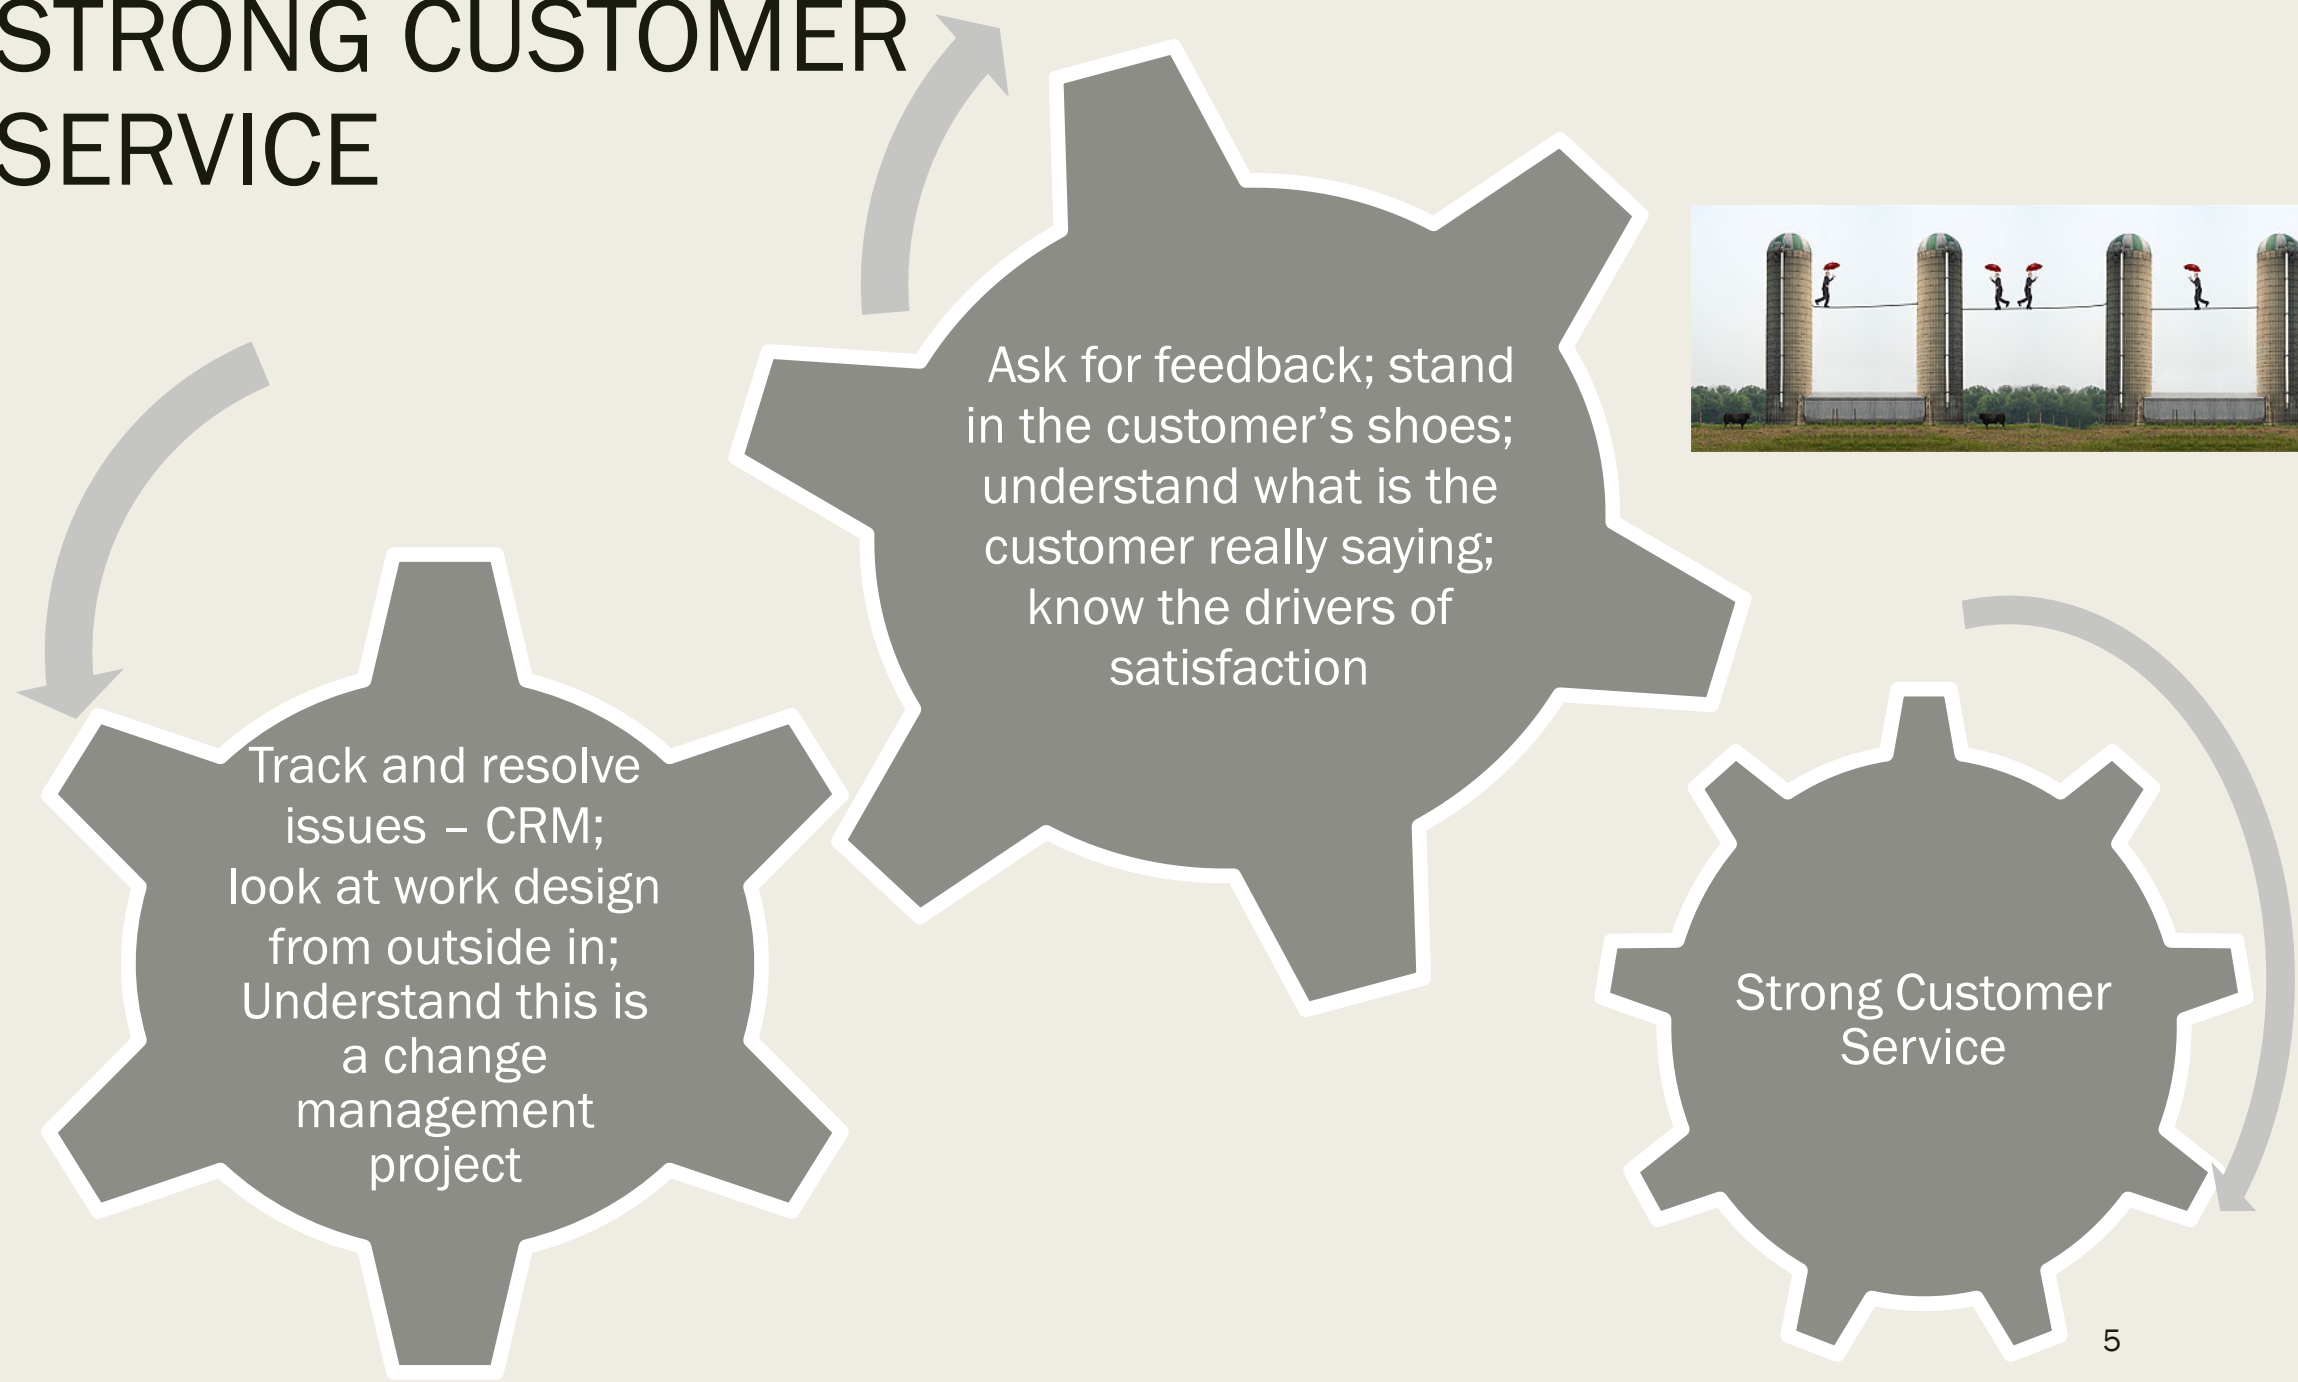 STRONG CUSTOMER
SERVICE
Ask for feedback; stand
in the customer’s shoes;
understand what is the
customer really saying;
know the drivers of
satisfaction
Track and resolve
issues – CRM;
look at work design
from outside in;
Understand this is
a change
management
project
Strong Customer
Service
5